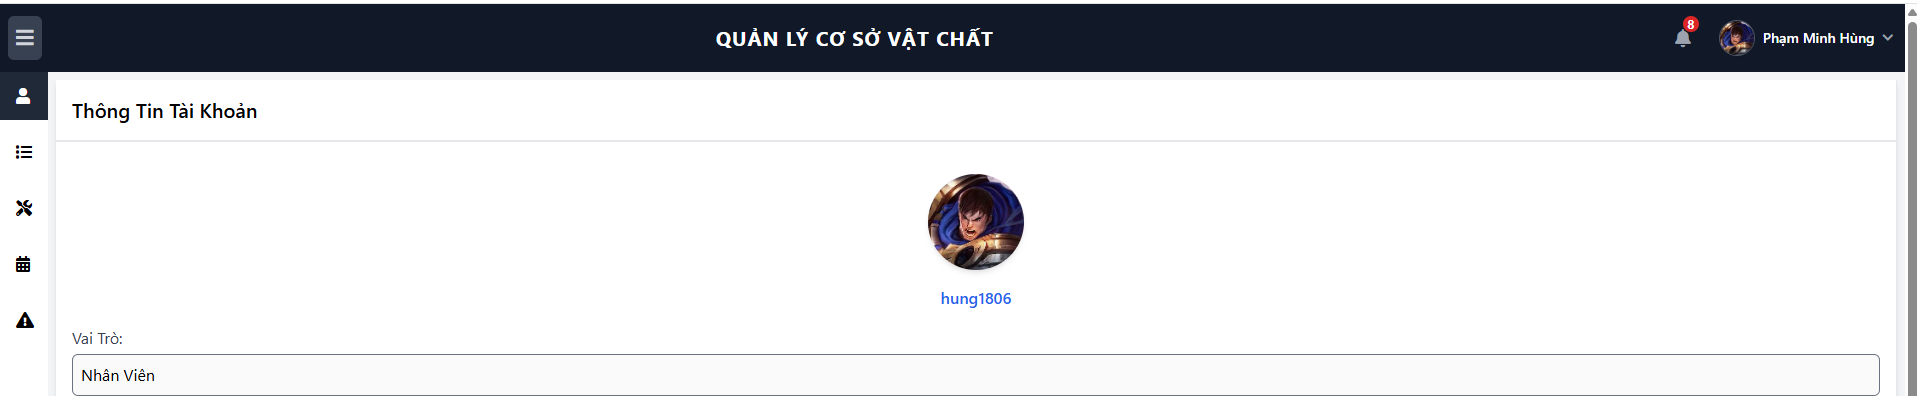 QUẢN LÝ CƠ SỞ VẬT CHẤT
8
Phạm Minh Hùng
Thông Tin Tài Khoản
hung1806
Vai Trò:
Nhân Viên